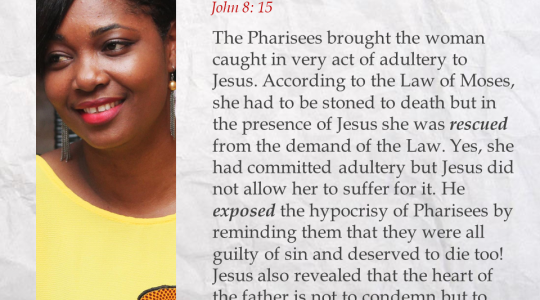 John 8: 15
The Pharisees brought the woman
caught in very act of adultery to
Jesus. According to the Law of Moses,
she had to be stoned to death but in
the presence of Jesus she was rescued
from the demand of the Law. Yes, she
had committed adultery but Jesus did
not allow her to suffer for it. He
exposed the hypocrisy of Pharisees by
reminding them that they were all
guilty of sin and deserved to die too!
Jesus also revealed that the heart of
the father is not to condemn but to